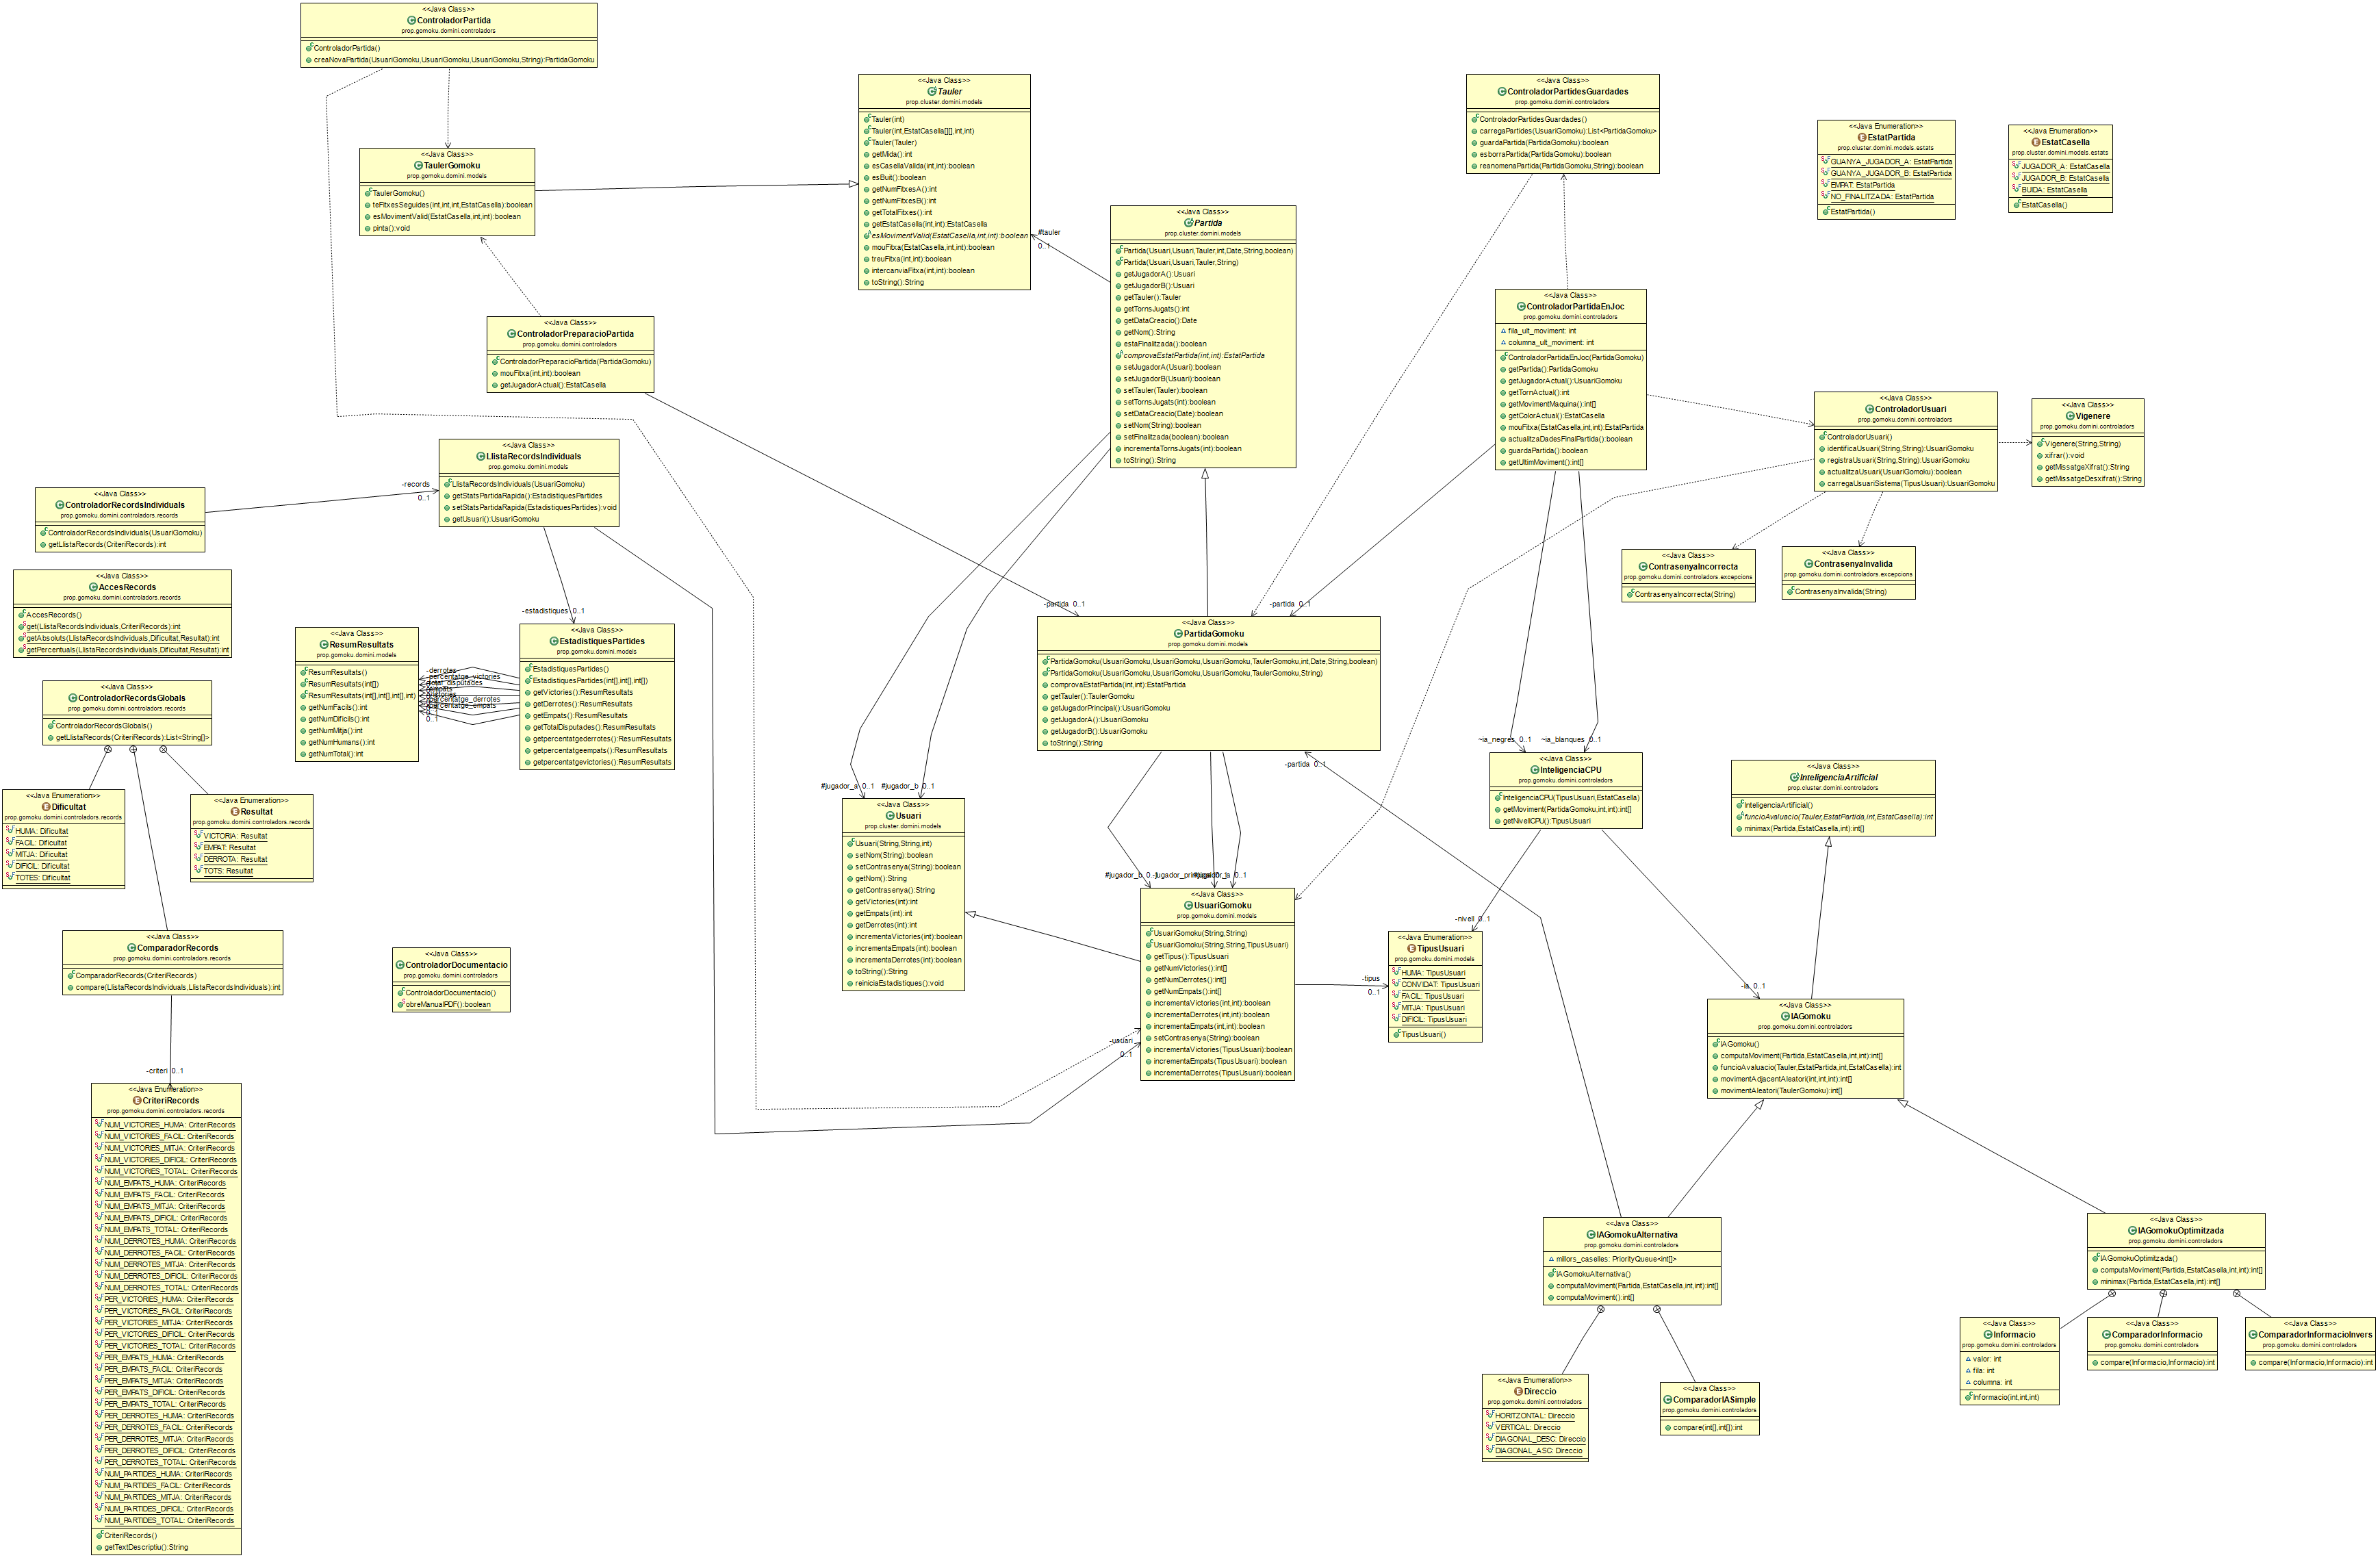 <<Java Class>>
ControladorPartida
prop.gomoku.domini.controladors
ControladorPartida()
creaNovaPartida(UsuariGomoku,UsuariGomoku,UsuariGomoku,String):PartidaGomoku
<<Java Class>>
Tauler
prop.cluster.domini.models
Tauler(int)
Tauler(int,EstatCasella[][],int,int)
Tauler(Tauler)
getMida():int
esCasellaValida(int,int):boolean
esBuit():boolean
getNumFitxesA():int
getNumFitxesB():int
getTotalFitxes():int
getEstatCasella(int,int):EstatCasella
esMovimentValid(EstatCasella,int,int):boolean
mouFitxa(EstatCasella,int,int):boolean
treuFitxa(int,int):boolean
intercanviaFitxa(int,int):boolean
toString():String
<<Java Class>>
ControladorPartidesGuardades
prop.gomoku.domini.controladors
ControladorPartidesGuardades()
carregaPartides(UsuariGomoku):List<PartidaGomoku>
guardaPartida(PartidaGomoku):boolean
esborraPartida(PartidaGomoku):boolean
reanomenaPartida(PartidaGomoku,String):boolean
<<Java Enumeration>>
EstatPartida
prop.cluster.domini.models.estats
GUANYA_JUGADOR_A: EstatPartida
GUANYA_JUGADOR_B: EstatPartida
EMPAT: EstatPartida
NO_FINALITZADA: EstatPartida
EstatPartida()
<<Java Enumeration>>
EstatCasella
prop.cluster.domini.models.estats
JUGADOR_A: EstatCasella
JUGADOR_B: EstatCasella
BUIDA: EstatCasella
EstatCasella()
<<Java Class>>
TaulerGomoku
prop.gomoku.domini.models
TaulerGomoku()
teFitxesSeguides(int,int,int,EstatCasella):boolean
esMovimentValid(EstatCasella,int,int):boolean
pinta():void
#tauler
0..1
<<Java Class>>
Partida
prop.cluster.domini.models
Partida(Usuari,Usuari,Tauler,int,Date,String,boolean)
Partida(Usuari,Usuari,Tauler,String)
getJugadorA():Usuari
getJugadorB():Usuari
getTauler():Tauler
getTornsJugats():int
getDataCreacio():Date
getNom():String
estaFinalitzada():boolean
comprovaEstatPartida(int,int):EstatPartida
setJugadorA(Usuari):boolean
setJugadorB(Usuari):boolean
setTauler(Tauler):boolean
setTornsJugats(int):boolean
setDataCreacio(Date):boolean
setNom(String):boolean
setFinalitzada(boolean):boolean
incrementaTornsJugats(int):boolean
toString():String
<<Java Class>>
ControladorPreparacioPartida
prop.gomoku.domini.controladors
ControladorPreparacioPartida(PartidaGomoku)
mouFitxa(int,int):boolean
getJugadorActual():EstatCasella
<<Java Class>>
ControladorPartidaEnJoc
prop.gomoku.domini.controladors
fila_ult_moviment: int
columna_ult_moviment: int
ControladorPartidaEnJoc(PartidaGomoku)
getPartida():PartidaGomoku
getJugadorActual():UsuariGomoku
getTornActual():int
getMovimentMaquina():int[]
getColorActual():EstatCasella
mouFitxa(EstatCasella,int,int):EstatPartida
actualitzaDadesFinalPartida():boolean
guardaPartida():boolean
getUltimMoviment():int[]
<<Java Class>>
ControladorUsuari
prop.gomoku.domini.controladors
ControladorUsuari()
identificaUsuari(String,String):UsuariGomoku
registraUsuari(String,String):UsuariGomoku
actualitzaUsuari(UsuariGomoku):boolean
carregaUsuariSistema(TipusUsuari):UsuariGomoku
<<Java Class>>
Vigenere
prop.gomoku.domini.controladors
Vigenere(String,String)
xifrar():void
getMissatgeXifrat():String
getMissatgeDesxifrat():String
<<Java Class>>
LlistaRecordsIndividuals
prop.gomoku.domini.models
LlistaRecordsIndividuals(UsuariGomoku)
getStatsPartidaRapida():EstadistiquesPartides
setStatsPartidaRapida(EstadistiquesPartides):void
getUsuari():UsuariGomoku
-records
0..1
<<Java Class>>
ControladorRecordsIndividuals
prop.gomoku.domini.controladors.records
ControladorRecordsIndividuals(UsuariGomoku)
getLlistaRecords(CriteriRecords):int
<<Java Class>>
AccesRecords
prop.gomoku.domini.controladors.records
AccesRecords()
get(LlistaRecordsIndividuals,CriteriRecords):int
getAbsoluts(LlistaRecordsIndividuals,Dificultat,Resultat):int
getPercentuals(LlistaRecordsIndividuals,Dificultat,Resultat):int
<<Java Class>>
ContrasenyaIncorrecta
prop.gomoku.domini.controladors.excepcions
ContrasenyaIncorrecta(String)
<<Java Class>>
ContrasenyaInvalida
prop.gomoku.domini.controladors.excepcions
ContrasenyaInvalida(String)
-estadistiques 0..1
-partida 0..1
-partida 0..1
<<Java Class>>
ResumResultats
prop.gomoku.domini.models
ResumResultats()
ResumResultats(int[])
ResumResultats(int[],int[],int[],int)
getNumFacils():int
getNumDificils():int
getNumMitja():int
getNumHumans():int
getNumTotal():int
-derrotes
-percentatge_victories
-total_disputades
-percentatge_derrotes
-percentatge_empats
0..1
<<Java Class>>
EstadistiquesPartides
prop.gomoku.domini.models
EstadistiquesPartides()
EstadistiquesPartides(int[],int[],int[])
getVictories():ResumResultats
getDerrotes():ResumResultats
getEmpats():ResumResultats
getTotalDisputades():ResumResultats
getpercentatgederrotes():ResumResultats
getpercentatgeempats():ResumResultats
getpercentatgevictories():ResumResultats
<<Java Class>>
PartidaGomoku
prop.gomoku.domini.models
PartidaGomoku(UsuariGomoku,UsuariGomoku,UsuariGomoku,TaulerGomoku,int,Date,String,boolean)
PartidaGomoku(UsuariGomoku,UsuariGomoku,UsuariGomoku,TaulerGomoku,String)
comprovaEstatPartida(int,int):EstatPartida
getTauler():TaulerGomoku
getJugadorPrincipal():UsuariGomoku
getJugadorA():UsuariGomoku
getJugadorB():UsuariGomoku
toString():String
<<Java Class>>
ControladorRecordsGlobals
prop.gomoku.domini.controladors.records
ControladorRecordsGlobals()
getLlistaRecords(CriteriRecords):List<String[]>
~ia_negres 0..1
~ia_blanques 0..1
-partida 0..1
<<Java Class>>
InteligenciaCPU
prop.gomoku.domini.controladors
InteligenciaCPU(TipusUsuari,EstatCasella)
getMoviment(PartidaGomoku,int,int):int[]
getNivellCPU():TipusUsuari
<<Java Class>>
InteligenciaArtificial
prop.cluster.domini.controladors
InteligenciaArtificial()
funcioAvaluacio(Tauler,EstatPartida,int,EstatCasella):int
minimax(Partida,EstatCasella,int):int[]
<<Java Enumeration>>
Dificultat
prop.gomoku.domini.controladors.records
HUMA: Dificultat
FACIL: Dificultat
MITJA: Dificultat
DIFICIL: Dificultat
TOTES: Dificultat
<<Java Enumeration>>
Resultat
prop.gomoku.domini.controladors.records
VICTORIA: Resultat
EMPAT: Resultat
DERROTA: Resultat
TOTS: Resultat
#jugador_a 0..1
#jugador_b 0..1
<<Java Class>>
Usuari
prop.cluster.domini.models
Usuari(String,String,int)
setNom(String):boolean
setContrasenya(String):boolean
getNom():String
getContrasenya():String
getVictories(int):int
getEmpats(int):int
getDerrotes(int):int
incrementaVictories(int):boolean
incrementaEmpats(int):boolean
incrementaDerrotes(int):boolean
toString():String
reiniciaEstadistiques():void
#jugador_b
0..1
<<Java Class>>
UsuariGomoku
prop.gomoku.domini.models
UsuariGomoku(String,String)
UsuariGomoku(String,String,TipusUsuari)
getTipus():TipusUsuari
getNumVictories():int[]
getNumDerrotes():int[]
getNumEmpats():int[]
incrementaVictories(int,int):boolean
incrementaDerrotes(int,int):boolean
incrementaEmpats(int,int):boolean
setContrasenya(String):boolean
incrementaVictories(TipusUsuari):boolean
incrementaEmpats(TipusUsuari):boolean
incrementaDerrotes(TipusUsuari):boolean
-usuari
0..1
-tipus
0..1
-nivell 0..1
<<Java Enumeration>>
TipusUsuari
prop.gomoku.domini.models
HUMA: TipusUsuari
CONVIDAT: TipusUsuari
FACIL: TipusUsuari
MITJA: TipusUsuari
DIFICIL: TipusUsuari
TipusUsuari()
<<Java Class>>
ComparadorRecords
prop.gomoku.domini.controladors.records
ComparadorRecords(CriteriRecords)
compare(LlistaRecordsIndividuals,LlistaRecordsIndividuals):int
<<Java Class>>
ControladorDocumentacio
prop.gomoku.domini.controladors
ControladorDocumentacio()
obreManualPDF():boolean
-ia 0..1
<<Java Class>>
IAGomoku
prop.gomoku.domini.controladors
IAGomoku()
computaMoviment(Partida,EstatCasella,int,int):int[]
funcioAvaluacio(Tauler,EstatPartida,int,EstatCasella):int
movimentAdjacentAleatori(int,int,int):int[]
movimentAleatori(TaulerGomoku):int[]
-criteri 0..1
<<Java Enumeration>>
CriteriRecords
prop.gomoku.domini.controladors.records
NUM_VICTORIES_HUMA: CriteriRecords
NUM_VICTORIES_FACIL: CriteriRecords
NUM_VICTORIES_MITJA: CriteriRecords
NUM_VICTORIES_DIFICIL: CriteriRecords
NUM_VICTORIES_TOTAL: CriteriRecords
NUM_EMPATS_HUMA: CriteriRecords
NUM_EMPATS_FACIL: CriteriRecords
NUM_EMPATS_MITJA: CriteriRecords
NUM_EMPATS_DIFICIL: CriteriRecords
NUM_EMPATS_TOTAL: CriteriRecords
NUM_DERROTES_HUMA: CriteriRecords
NUM_DERROTES_FACIL: CriteriRecords
NUM_DERROTES_MITJA: CriteriRecords
NUM_DERROTES_DIFICIL: CriteriRecords
NUM_DERROTES_TOTAL: CriteriRecords
PER_VICTORIES_HUMA: CriteriRecords
PER_VICTORIES_FACIL: CriteriRecords
PER_VICTORIES_MITJA: CriteriRecords
PER_VICTORIES_DIFICIL: CriteriRecords
PER_VICTORIES_TOTAL: CriteriRecords
PER_EMPATS_HUMA: CriteriRecords
PER_EMPATS_FACIL: CriteriRecords
PER_EMPATS_MITJA: CriteriRecords
PER_EMPATS_DIFICIL: CriteriRecords
PER_EMPATS_TOTAL: CriteriRecords
PER_DERROTES_HUMA: CriteriRecords
PER_DERROTES_FACIL: CriteriRecords
PER_DERROTES_MITJA: CriteriRecords
PER_DERROTES_DIFICIL: CriteriRecords
PER_DERROTES_TOTAL: CriteriRecords
NUM_PARTIDES_HUMA: CriteriRecords
NUM_PARTIDES_FACIL: CriteriRecords
NUM_PARTIDES_MITJA: CriteriRecords
NUM_PARTIDES_DIFICIL: CriteriRecords
NUM_PARTIDES_TOTAL: CriteriRecords
CriteriRecords()
getTextDescriptiu():String
<<Java Class>>
IAGomokuAlternativa
prop.gomoku.domini.controladors
millors_caselles: PriorityQueue<int[]>
IAGomokuAlternativa()
computaMoviment(Partida,EstatCasella,int,int):int[]
computaMoviment():int[]
<<Java Class>>
IAGomokuOptimitzada
prop.gomoku.domini.controladors
IAGomokuOptimitzada()
computaMoviment(Partida,EstatCasella,int,int):int[]
minimax(Partida,EstatCasella,int):int[]
<<Java Class>>
Informacio
prop.gomoku.domini.controladors
valor: int
fila: int
columna: int
Informacio(int,int,int)
<<Java Class>>
ComparadorInformacio
prop.gomoku.domini.controladors
compare(Informacio,Informacio):int
<<Java Class>>
ComparadorInformacioInvers
prop.gomoku.domini.controladors
compare(Informacio,Informacio):int
<<Java Enumeration>>
Direccio
prop.gomoku.domini.controladors
HORITZONTAL: Direccio
VERTICAL: Direccio
DIAGONAL_DESC: Direccio
DIAGONAL_ASC: Direccio
<<Java Class>>
ComparadorIASimple
prop.gomoku.domini.controladors
compare(int[],int[]):int